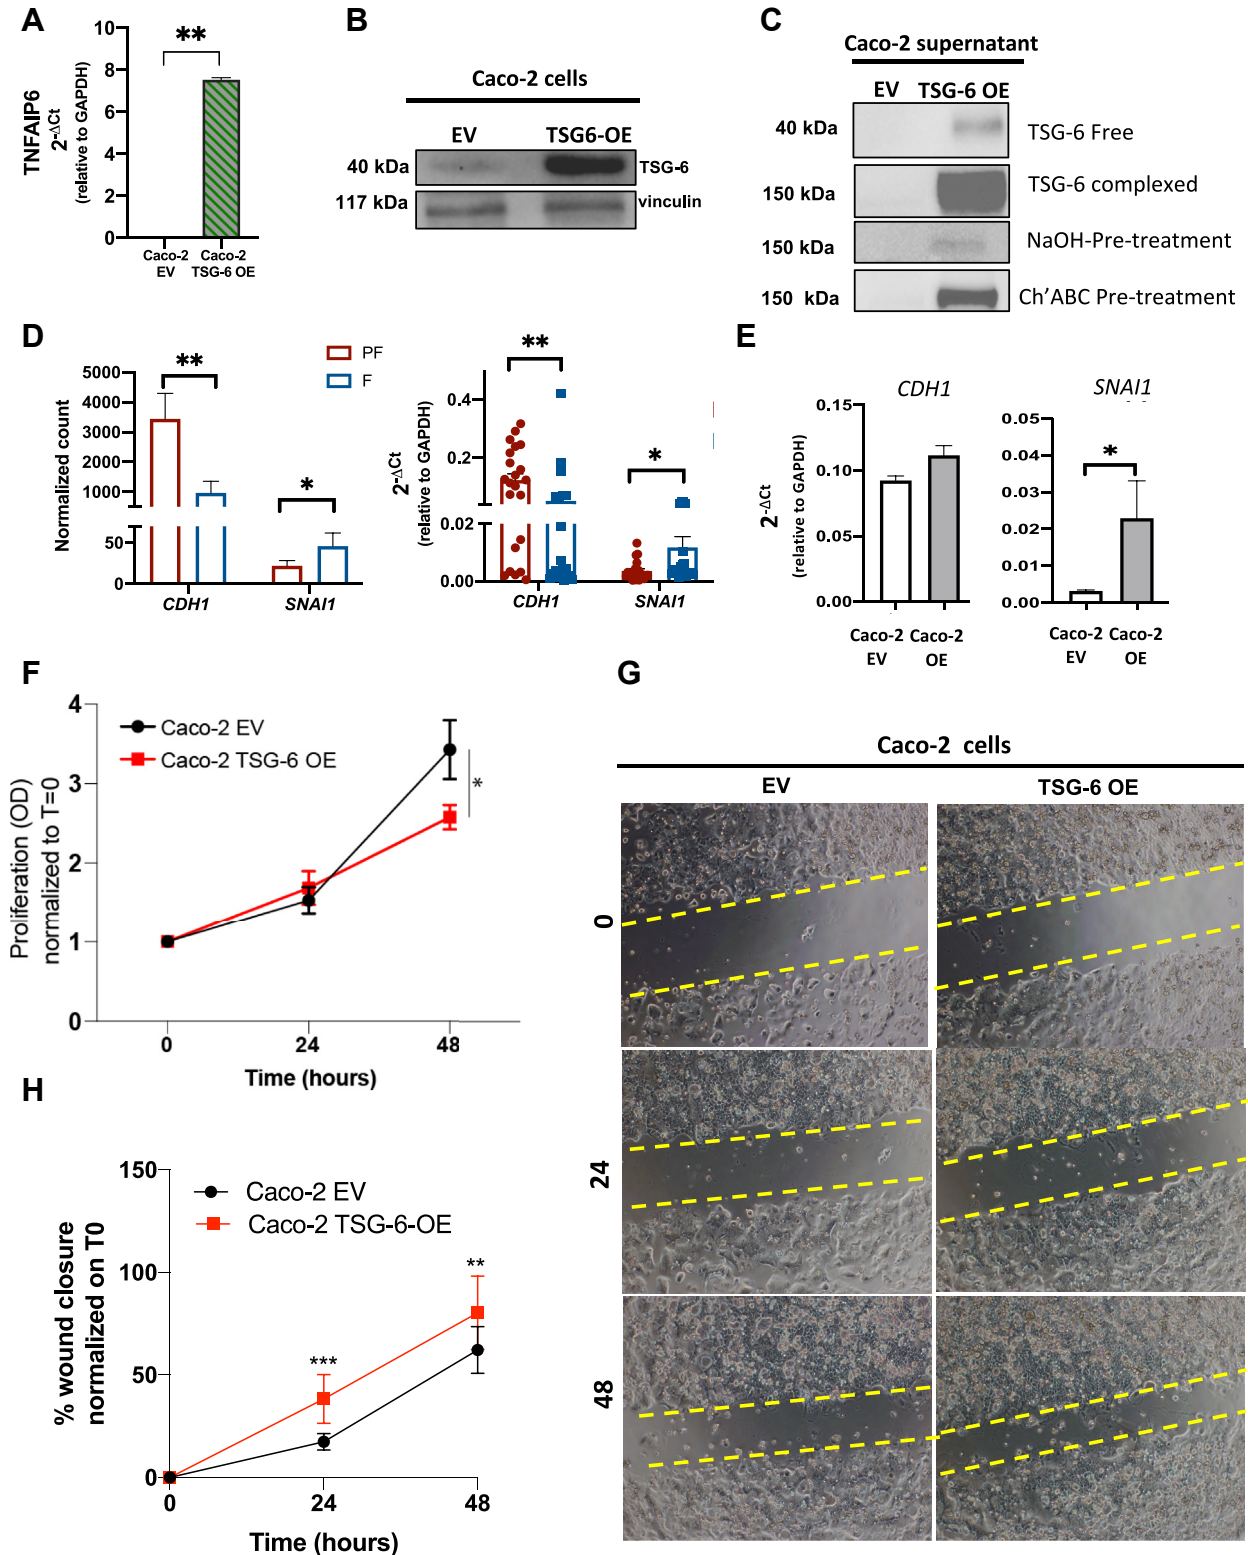 A
10
8
6
4
2
0
**
TNFAIP6
2-ΔCt
(relative to GAPDH)
Caco-2 Caco-2
EV TSG-6 OE
B
Caco-2 cells
EV TSG6-OE
40 kDa TSG-6
117 kDa vinculin
C
Caco-2 supernatant
EV TSG-6 OE
40 kDa TSG-6 Free
150 kDa TSG-6 complexed
150 kDa NaOH-Pre-treatment
150 kDa Ch'ABC Pre-treatment
D
PF
F
Normalized count
5000
4000
3000
2000
1000
50
0
**
*
CDH1 SNAI1
2-ΔCt
(relative to GAPDH)
0.4
0.2
0.02
0.00
**
*
CDH1 SNAI1
E
CDH1
2-ΔCt
(relative to GAPDH)
0.15
0.10
0.05
0.00
Caco-2 Caco-2
EV OE
SNAI1
0.05
0.04
0.03
0.02
0.01
0.00
*
Caco-2 Caco-2
EV OE
F
Proliferation (OD)
normalized to T=0
4
3
2
1
0
Caco-2 EV
Caco-2 TSG-6 OE
*
0 24 48
Time (hours)
G
Caco-2 cells
EV TSG-6 OE
0
24
48
H
% wound closure
normalized on T0
150
100
50
0
Caco-2 EV
Caco-2 TSG-6-OE
***
**
0 24 48
Time (hours)